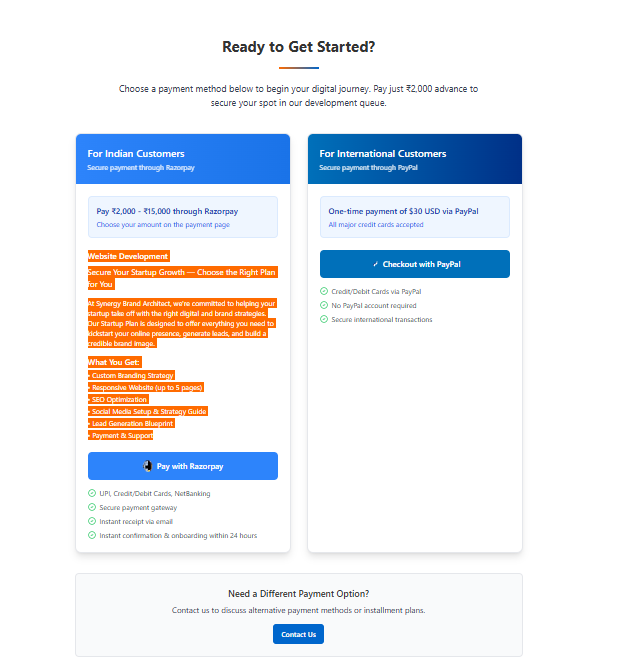 Ready to Get Started?
Choose a payment method below to begin your digital journey. Pay just ₹2,000 advance to
secure your spot in our development queue.
For Indian Customers
Secure payment through Razorpay
Pay ₹2,000 - ₹15,000 through Razorpay
Choose your amount on the payment page
Website Development
Secure Your Startup Growth — Choose the Right Plan
for You
At Synergy Brand Architect, we're committed to helping your
startup take off with the right digital and brand strategies.
Our Startup Plan is designed to offer everything you need to
kickstart your online presence, generate leads, and build a
credible brand image.
What You Get:
• Custom Branding Strategy
• Responsive Website (up to 5 pages)
• SEO Optimization
• Social Media Setup & Strategy Guide
• Lead Generation Blueprint
• Payment & Support
Pay with Razorpay
UPI, Credit/Debit Cards, NetBanking
Secure payment gateway
Instant receipt via email
Instant confirmation & onboarding within 24 hours
For International Customers
Secure payment through PayPal
One-time payment of $30 USD via PayPal
All major credit cards accepted
Checkout with PayPal
Credit/Debit Cards via PayPal
No PayPal account required
Secure international transactions
Need a Different Payment Option?
Contact us to discuss alternative payment methods or installment plans.
Contact Us